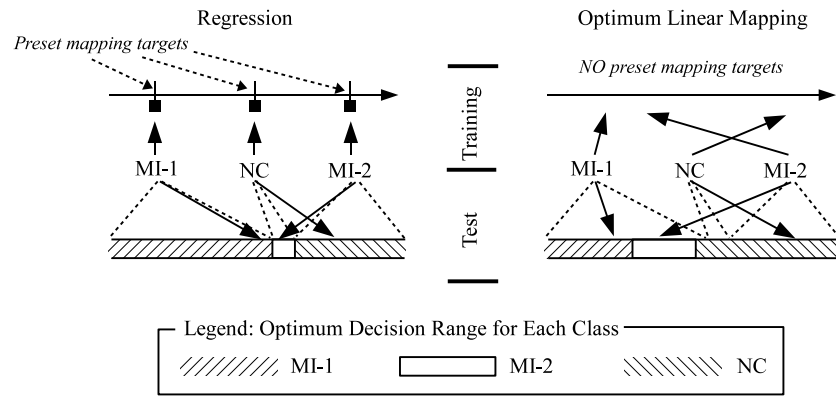 Regression
Optimum Linear Mapping
Preset mapping targets
NO preset mapping targets
Training
MI-1 NC MI-2
MI-1 NC MI-2
Test
Legend: Optimum Decision Range for Each Class
MI-1 MI-2 NC